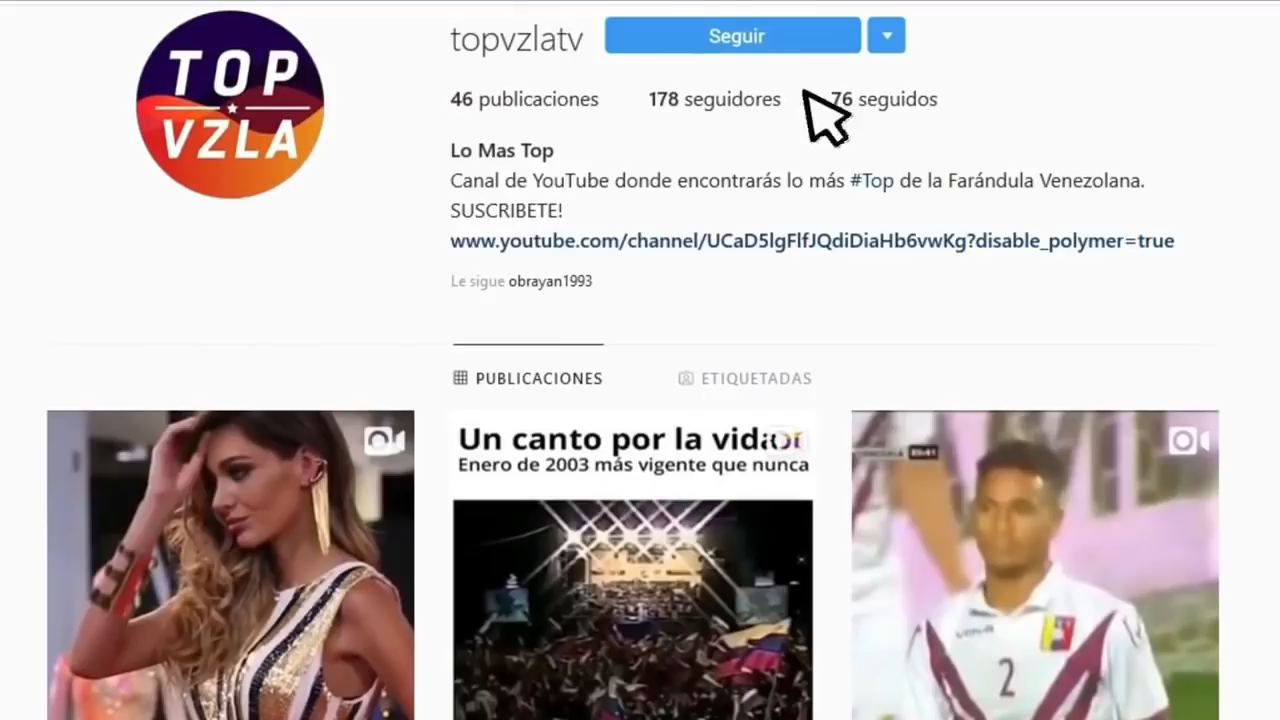 TOP
VZLA
topvzlatv
Seguir
46 publicaciones
178 seguidores
76 seguidos
Lo Mas Top
Canal de YouTube donde encontrarás lo más #Top de la Farándula Venezolana.
SUSCRIBETE!
www.youtube.com/channel/UCaD5lgFlfJQdiDiaHb6vwKg?disable_polymer=true
Le sigue obrayan1993
PUBLICACIONES
ETIQUETADAS
Un canto por la vida
Enero de 2003 más vigente que nunca
2